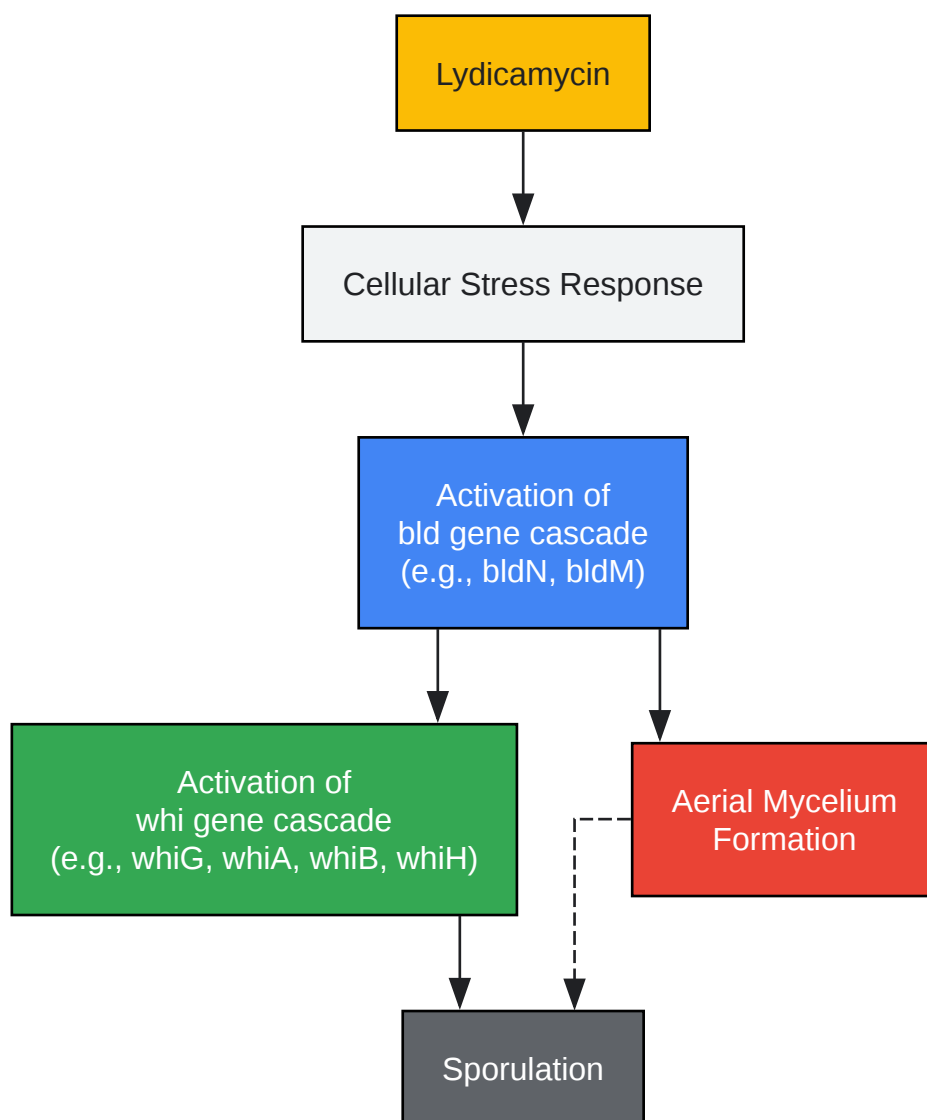 Lydicamycin
Cellular Stress Response
Activation of
bld gene cascade
(e.g., bldN, bldM)
Activation of
whi gene cascade
(e.g., whiG, whiA, whiB, whiH)
Aerial Mycelium
Formation
Sporulation